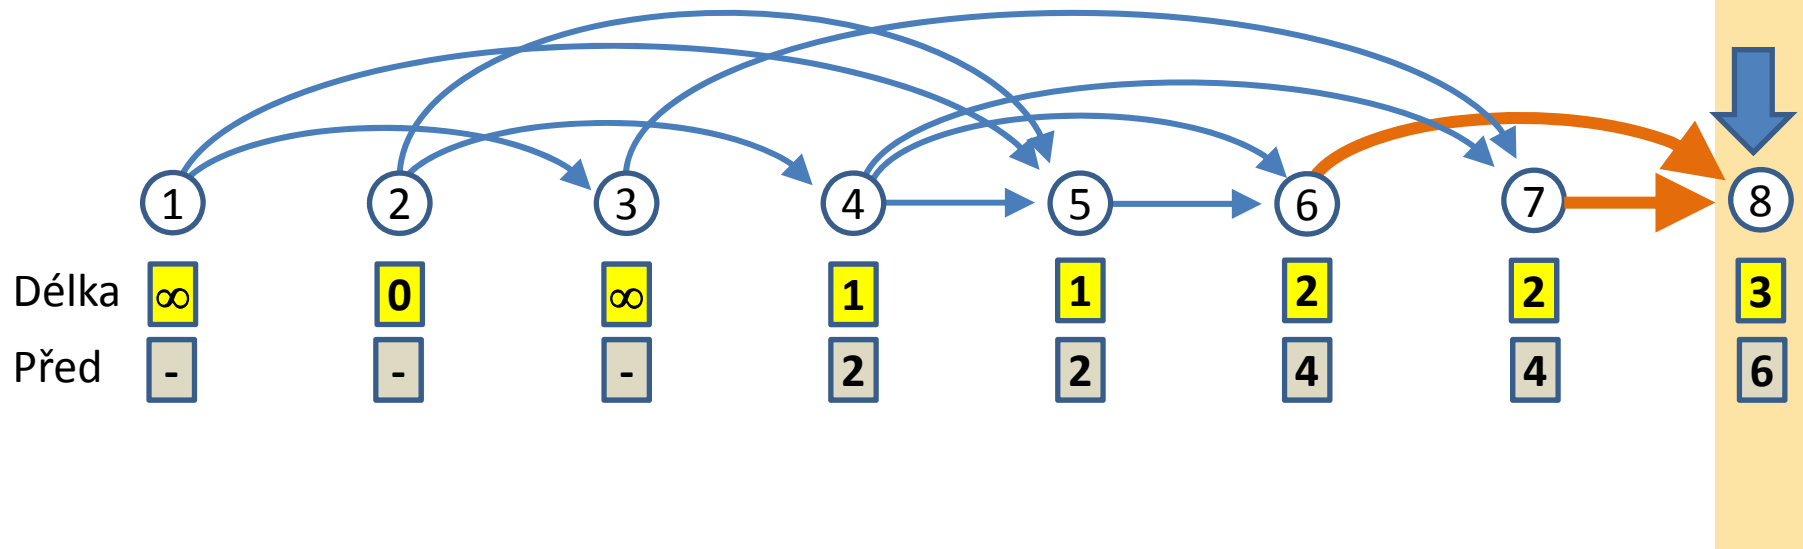 1 2 3 4 5 6 7 8
Délka ∞ 0 ∞ 1 1 2 2 3
Před - - - 2 2 4 4 6